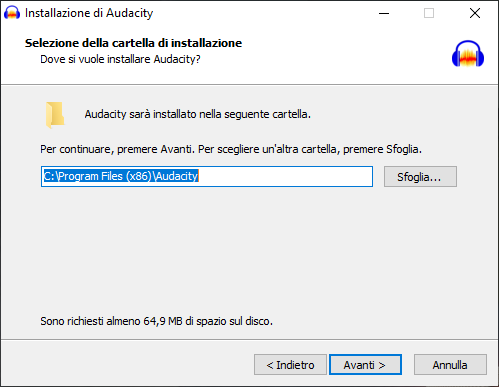 Installazione di Audacity
Selezione della cartella di installazione
Dove si vuole installare Audacity?
Audacity sarà installato nella seguente cartella.
Per continuare, premere Avanti. Per scegliere un'altra cartella, premere Sfoglia.
C:\Program Files (x86)\Audacity
Sfoglia...
Sono richiesti almeno 64,9 MB di spazio sul disco.
< Indietro
Avanti >
Annulla